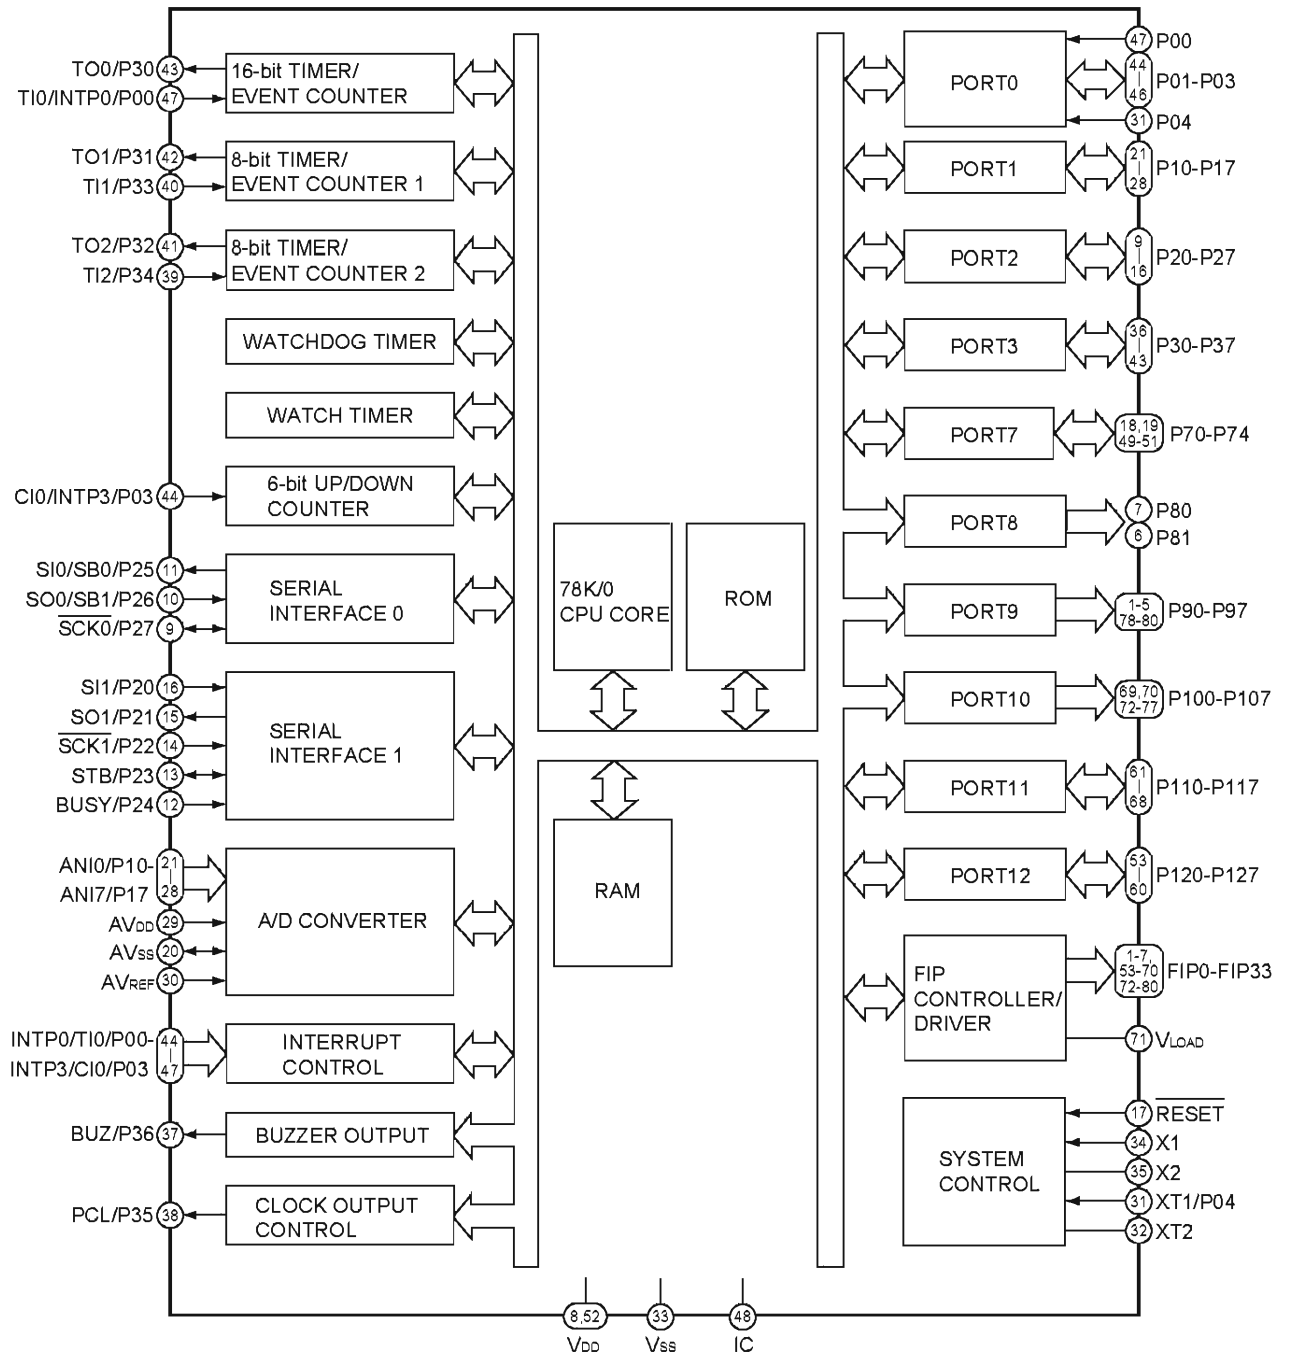 TO0/P30 43
16-bit TIMER/
EVENT COUNTER
TI0/INTP0/P00 47
TO1/P31 42
8-bit TIMER/
EVENT COUNTER 1
TI1/P33 40
TO2/P32 41
8-bit TIMER/
EVENT COUNTER 2
TI2/P34 39
WATCHDOG TIMER
WATCH TIMER
CI0/INTP3/P03 44
6-bit UP/DOWN
COUNTER
SI0/SB0/P25 11
SO0/SB1/P26 10
SCK0/P27 9
SERIAL
INTERFACE 0
SI1/P20 16
SO1/P21 15
SCK1/P22 14
STB/P23 13
BUSY/P24 12
SERIAL
INTERFACE 1
ANI0/P10- 21
ANI7/P17 28
AVDD 29
AVSS 20
AVREF 30
A/D CONVERTER
INTP0/TI0/P00- 44
INTP3/CI0/P03 47
INTERRUPT
CONTROL
BUZ/P36 37
BUZZER OUTPUT
PCL/P35 38
CLOCK OUTPUT
CONTROL
78K/0
CPU CORE
ROM
RAM
8,52
VDD
33
VSS
48
IC
PORT0
47 P00
44
46
P01-P03
31 P04
PORT1
21
28
P10-P17
PORT2
9
16
P20-P27
PORT3
36
43
P30-P37
PORT7
18,19
49-51
P70-P74
PORT8
7 P80
6 P81
PORT9
1-5
78-80
P90-P97
PORT10
69,70
72-77
P100-P107
PORT11
61
68
P110-P117
PORT12
53
60
P120-P127
FIP
CONTROLLER/
DRIVER
1-7,
53-70
72-80
FIP0-FIP33
71 VLOAD
SYSTEM
CONTROL
17 RESET
34 X1
35 X2
31 XT1/P04
32 XT2